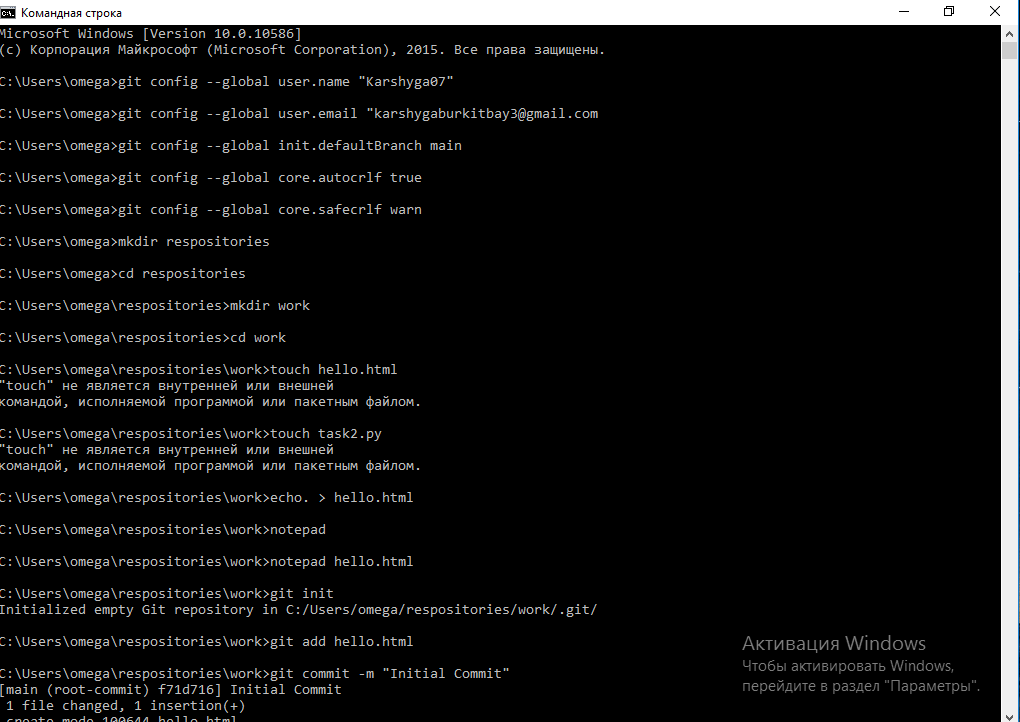 Командная строка
Microsoft Windows [Version 10.0.10586]
(c) Корпорация Майкрософт (Microsoft Corporation), 2015. Все права защищены.
C:\Users\omega>git config --global user.name "Karshyga07"
C:\Users\omega>git config --global user.email "karshygaburkitbay3@gmail.com
C:\Users\omega>git config --global init.defaultBranch main
C:\Users\omega>git config --global core.autocrlf true
C:\Users\omega>git config --global core.safecrlf warn
C:\Users\omega>mkdir respositories
C:\Users\omega>cd respositories
C:\Users\omega\respositories>mkdir work
C:\Users\omega\respositories>cd work
C:\Users\omega\respositories\work>touch hello.html
"touch" не является внутренней или внешней
командой, исполняемой программой или пакетным файлом.
C:\Users\omega\respositories\work>touch task2.py
"touch" не является внутренней или внешней
командой, исполняемой программой или пакетным файлом.
C:\Users\omega\respositories\work>echo. > hello.html
C:\Users\omega\respositories\work>notepad
C:\Users\omega\respositories\work>notepad hello.html
C:\Users\omega\respositories\work>git init
Initialized empty Git repository in C:/Users/omega/respositories/work/.git/
C:\Users\omega\respositories\work>git add hello.html
C:\Users\omega\respositories\work>git commit -m "Initial Commit"
[main (root-commit) f71d716] Initial Commit
1 file changed, 1 insertion(+)
create mode 100644 hello.html
Активация Windows
Чтобы активировать Windows,
перейдите в раздел "Параметры".